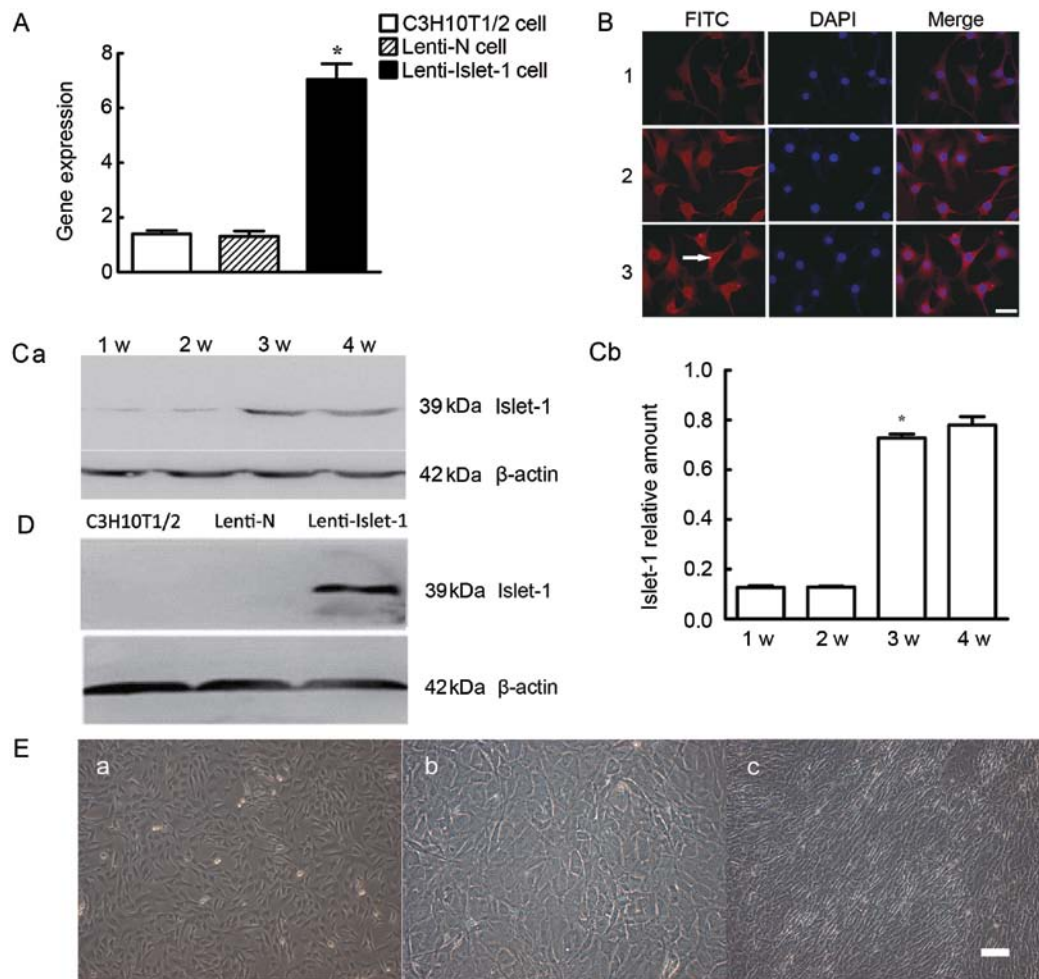 A
C3H10T1/2 cell
Lenti-N cell
Lenti-Islet-1 cell
Gene expression
8
6
4
2
0
*
B
FITC DAPI Merge
1
2
3
Ca
1 w 2 w 3 w 4 w
39 kDa Islet-1
42 kDa β-actin
Cb
Islet-1 relative amount
1.0
0.8
0.6
0.4
0.2
0.0
*
1 w 2 w 3 w 4 w
D
C3H10T1/2 Lenti-N Lenti-Islet-1
39 kDa Islet-1
42 kDa β-actin
E
a b c